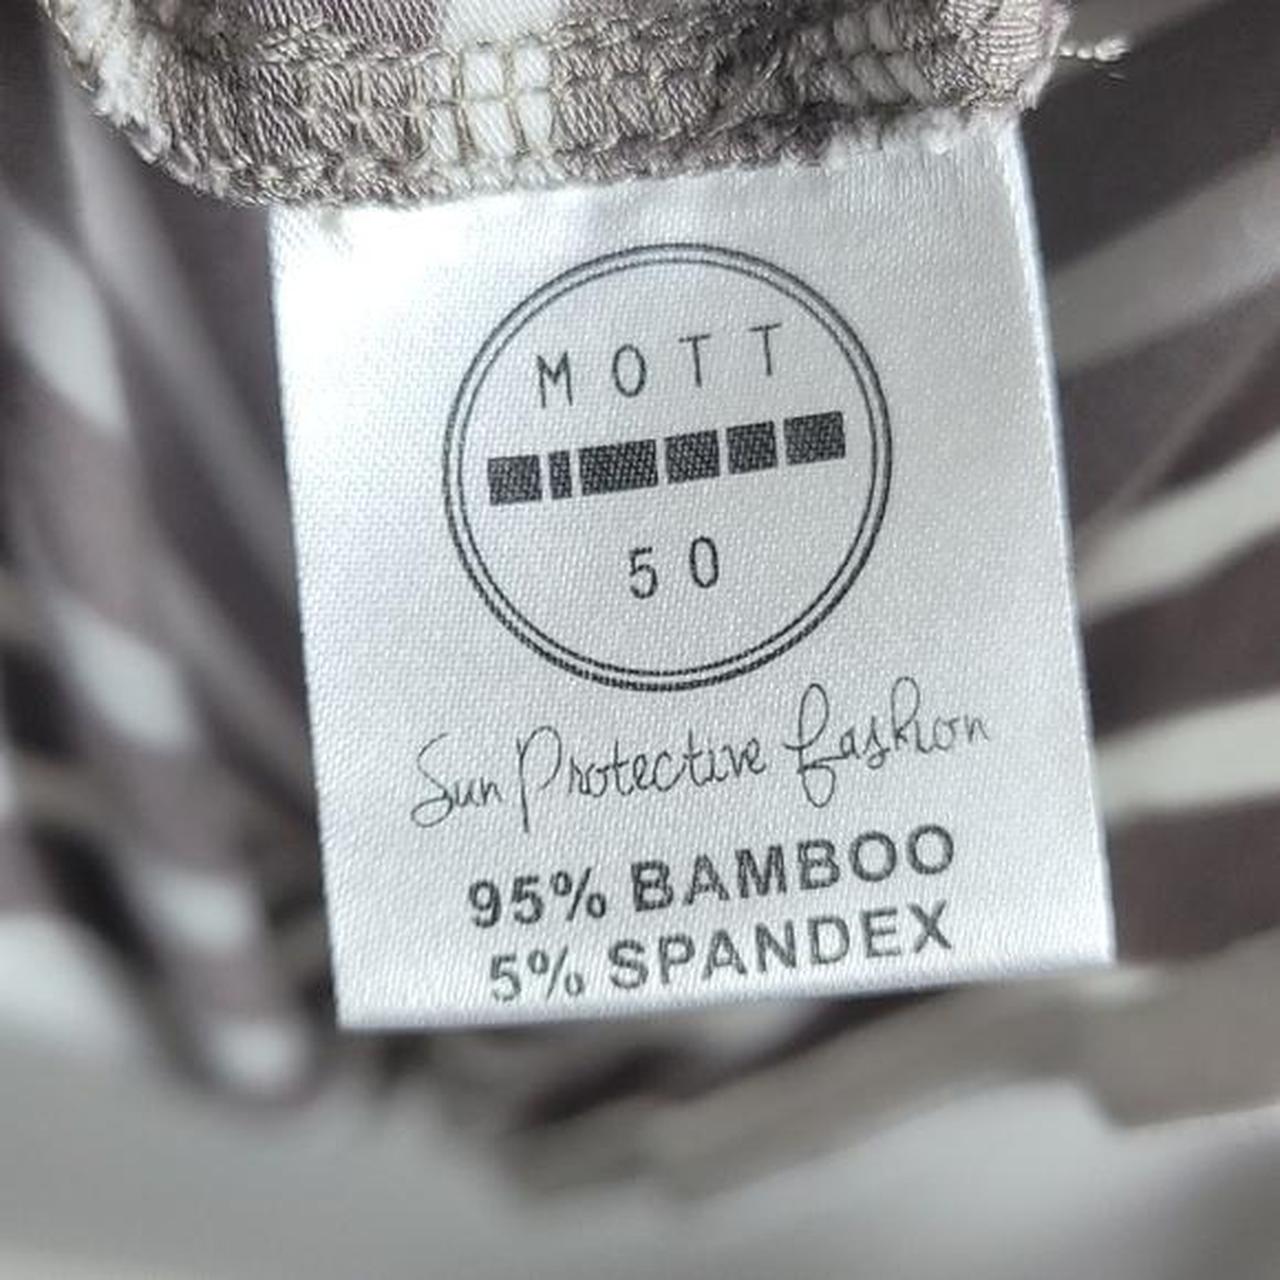 MOTT
50
Sun Protective fashion
95% BAMBOO
5% SPANDEX